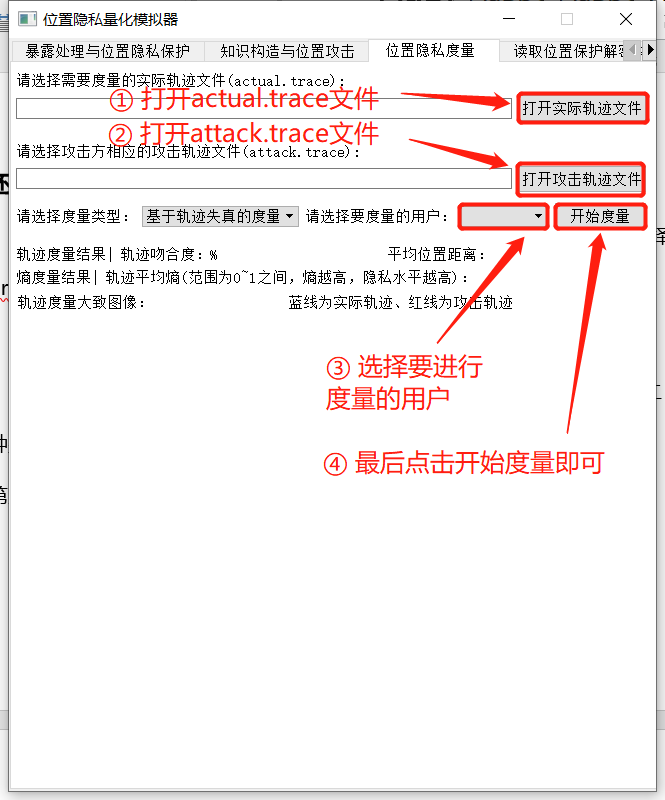 位置隐私量化模拟器
暴露处理与位置隐私保护 知识构造与位置攻击 位置隐私度量 读取位置保护解密
请选择需要度量的实际轨迹文件(actual.trace):
① 打开actual.trace文件
打开实际轨迹文件
② 打开attack.trace文件
请选择攻击方相应的攻击轨迹文件(attack.trace):
打开攻击轨迹文件
请选择度量类型: 基于轨迹失真的度量 请选择要度量的用户: 开始度量
轨迹度量结果| 轨迹吻合度:% 平均位置距离:
熵度量结果| 轨迹平均熵(范围为0~1之间，熵越高，隐私水平越高):
轨迹度量大致图像: 蓝线为实际轨迹、红线为攻击轨迹
③ 选择要进行
度量的用户
④ 最后点击开始度量即可